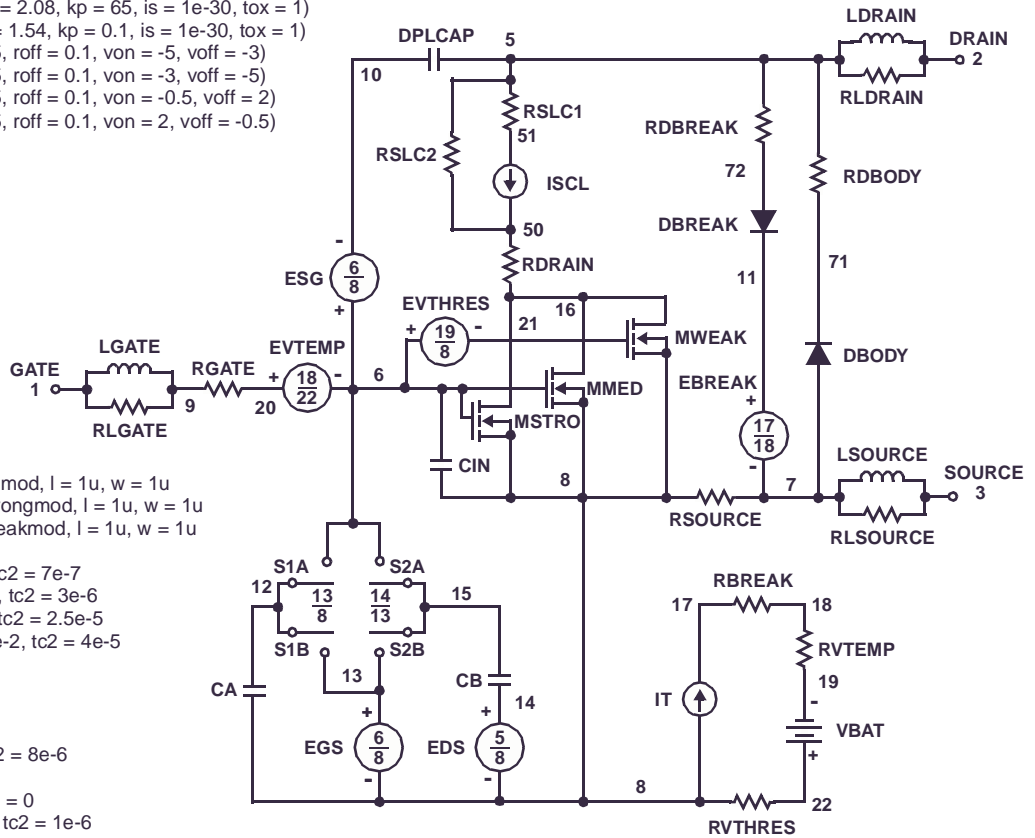 = 2.08, kp = 65, is = 1e-30, tox = 1)
= 1.54, kp = 0.1, is = 1e-30, tox = 1)
, roff = 0.1, von = -5, voff = -3)
, roff = 0.1, von = -3, voff = -5)
, roff = 0.1, von = -0.5, voff = 2)
, roff = 0.1, von = 2, voff = -0.5)
DPLCAP
5
10
LDRAIN
DRAIN
2
RLDRAIN
RSLC1
51
RSLC2
ISCL
50
RDBREAK
72
RDBODY
DBREAK
71
11
RDRAIN
-
ESG
6
8
+
EVTHRES
+
19
8
-
21
16
MWEAK
LGATE
GATE
1
RLGATE
9
RGATE
20
EVTEMP
+
18
22
-
6
MMED
MSTRO
DBODY
EBREAK
+
17
18
-
CIN
8
RSOURCE
7
LSOURCE
SOURCE
3
RLSOURCE
mod, l = 1u, w = 1u
ongmod, l = 1u, w = 1u
eakmod, l = 1u, w = 1u
c2 = 7e-7
, tc2 = 3e-6
tc2 = 2.5e-5
e-2, tc2 = 4e-5
2 = 8e-6
= 0
tc2 = 1e-6
S1A
S2A
12
13
8
14
13
15
S1B
S2B
13
CA
CB
14
+
EGS
6
8
-
+
EDS
5
8
-
8
RBREAK
17
18
RVTEMP
19
IT
-
VBAT
+
22
RVTHRES